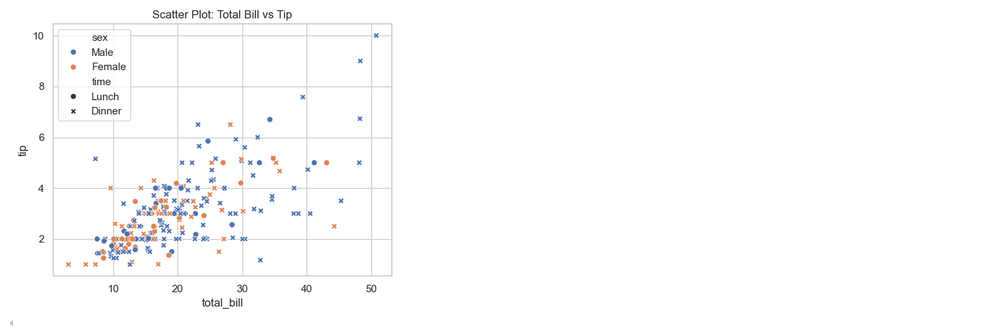 Scatter Plot: Total Bill vs Tip
sex
Male
Female
time
Lunch
Dinner
10
8
6
4
2
tip
10 20 30 40 50
total_bill